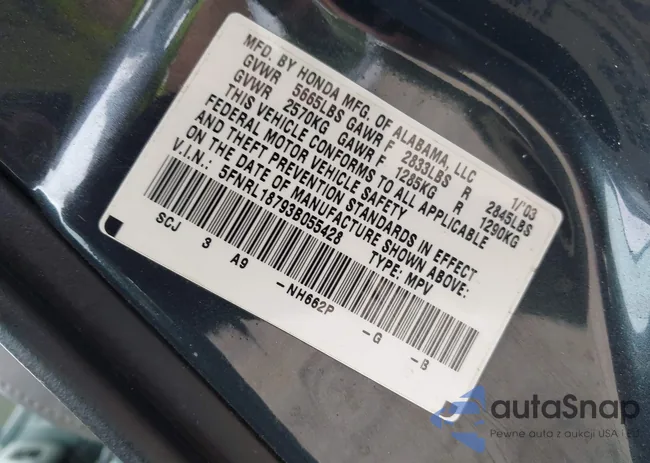 MFD. BY HONDA MFG. OF ALABAMA, LLC 1/'03
GVWR 5665LBS GAWR F 2833LBS R 2845LBS
GVWR 2570KG GAWR F 1285KG R 1290KG
THIS VEHICLE CONFORMS TO ALL APPLICABLE
FEDERAL MOTOR VEHICLE SAFETY
AND THEFT PREVENTION STANDARDS IN EFFECT
ON THE DATE OF MANUFACTURE SHOWN ABOVE:
V.I.N.: 5FNRL18793B055428 TYPE: MPV
SCJ 3 A9 -NH662P -G -B
autaSnap
Pewne auta z aukcji USA i EU